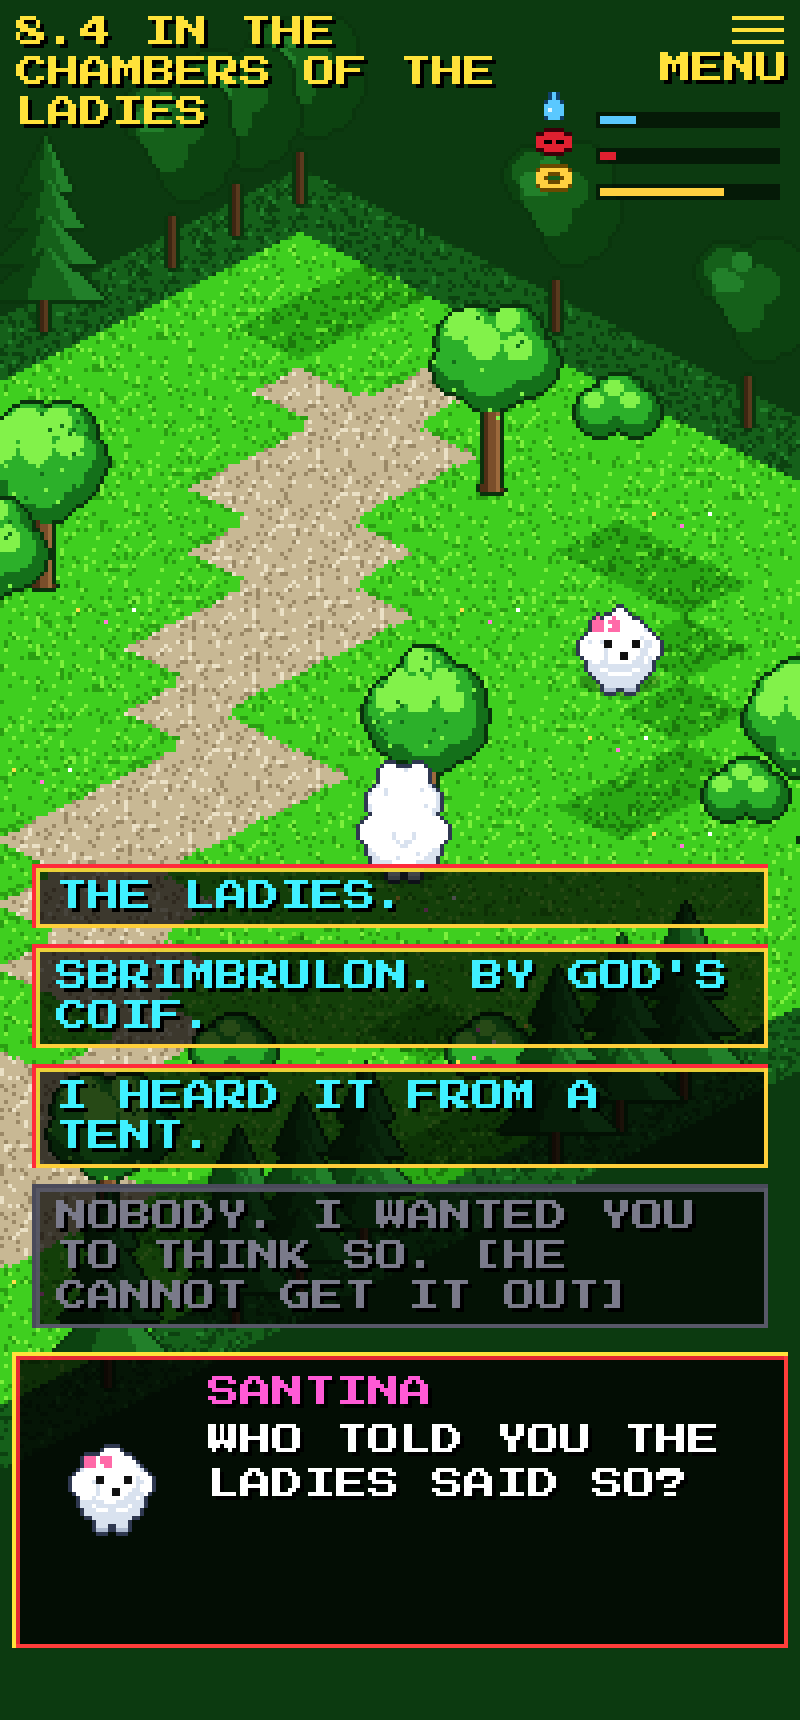 8.4 IN THE
CHAMBERS OF THE
LADIES
MENU
THE LADIES.
SBRIMBRULON. BY GOD'S
COIF.
I HEARD IT FROM A
TENT.
NOBODY. I WANTED YOU
TO THINK SO. [HE
CANNOT GET IT OUT]
SANTINA
WHO TOLD YOU THE
LADIES SAID SO?